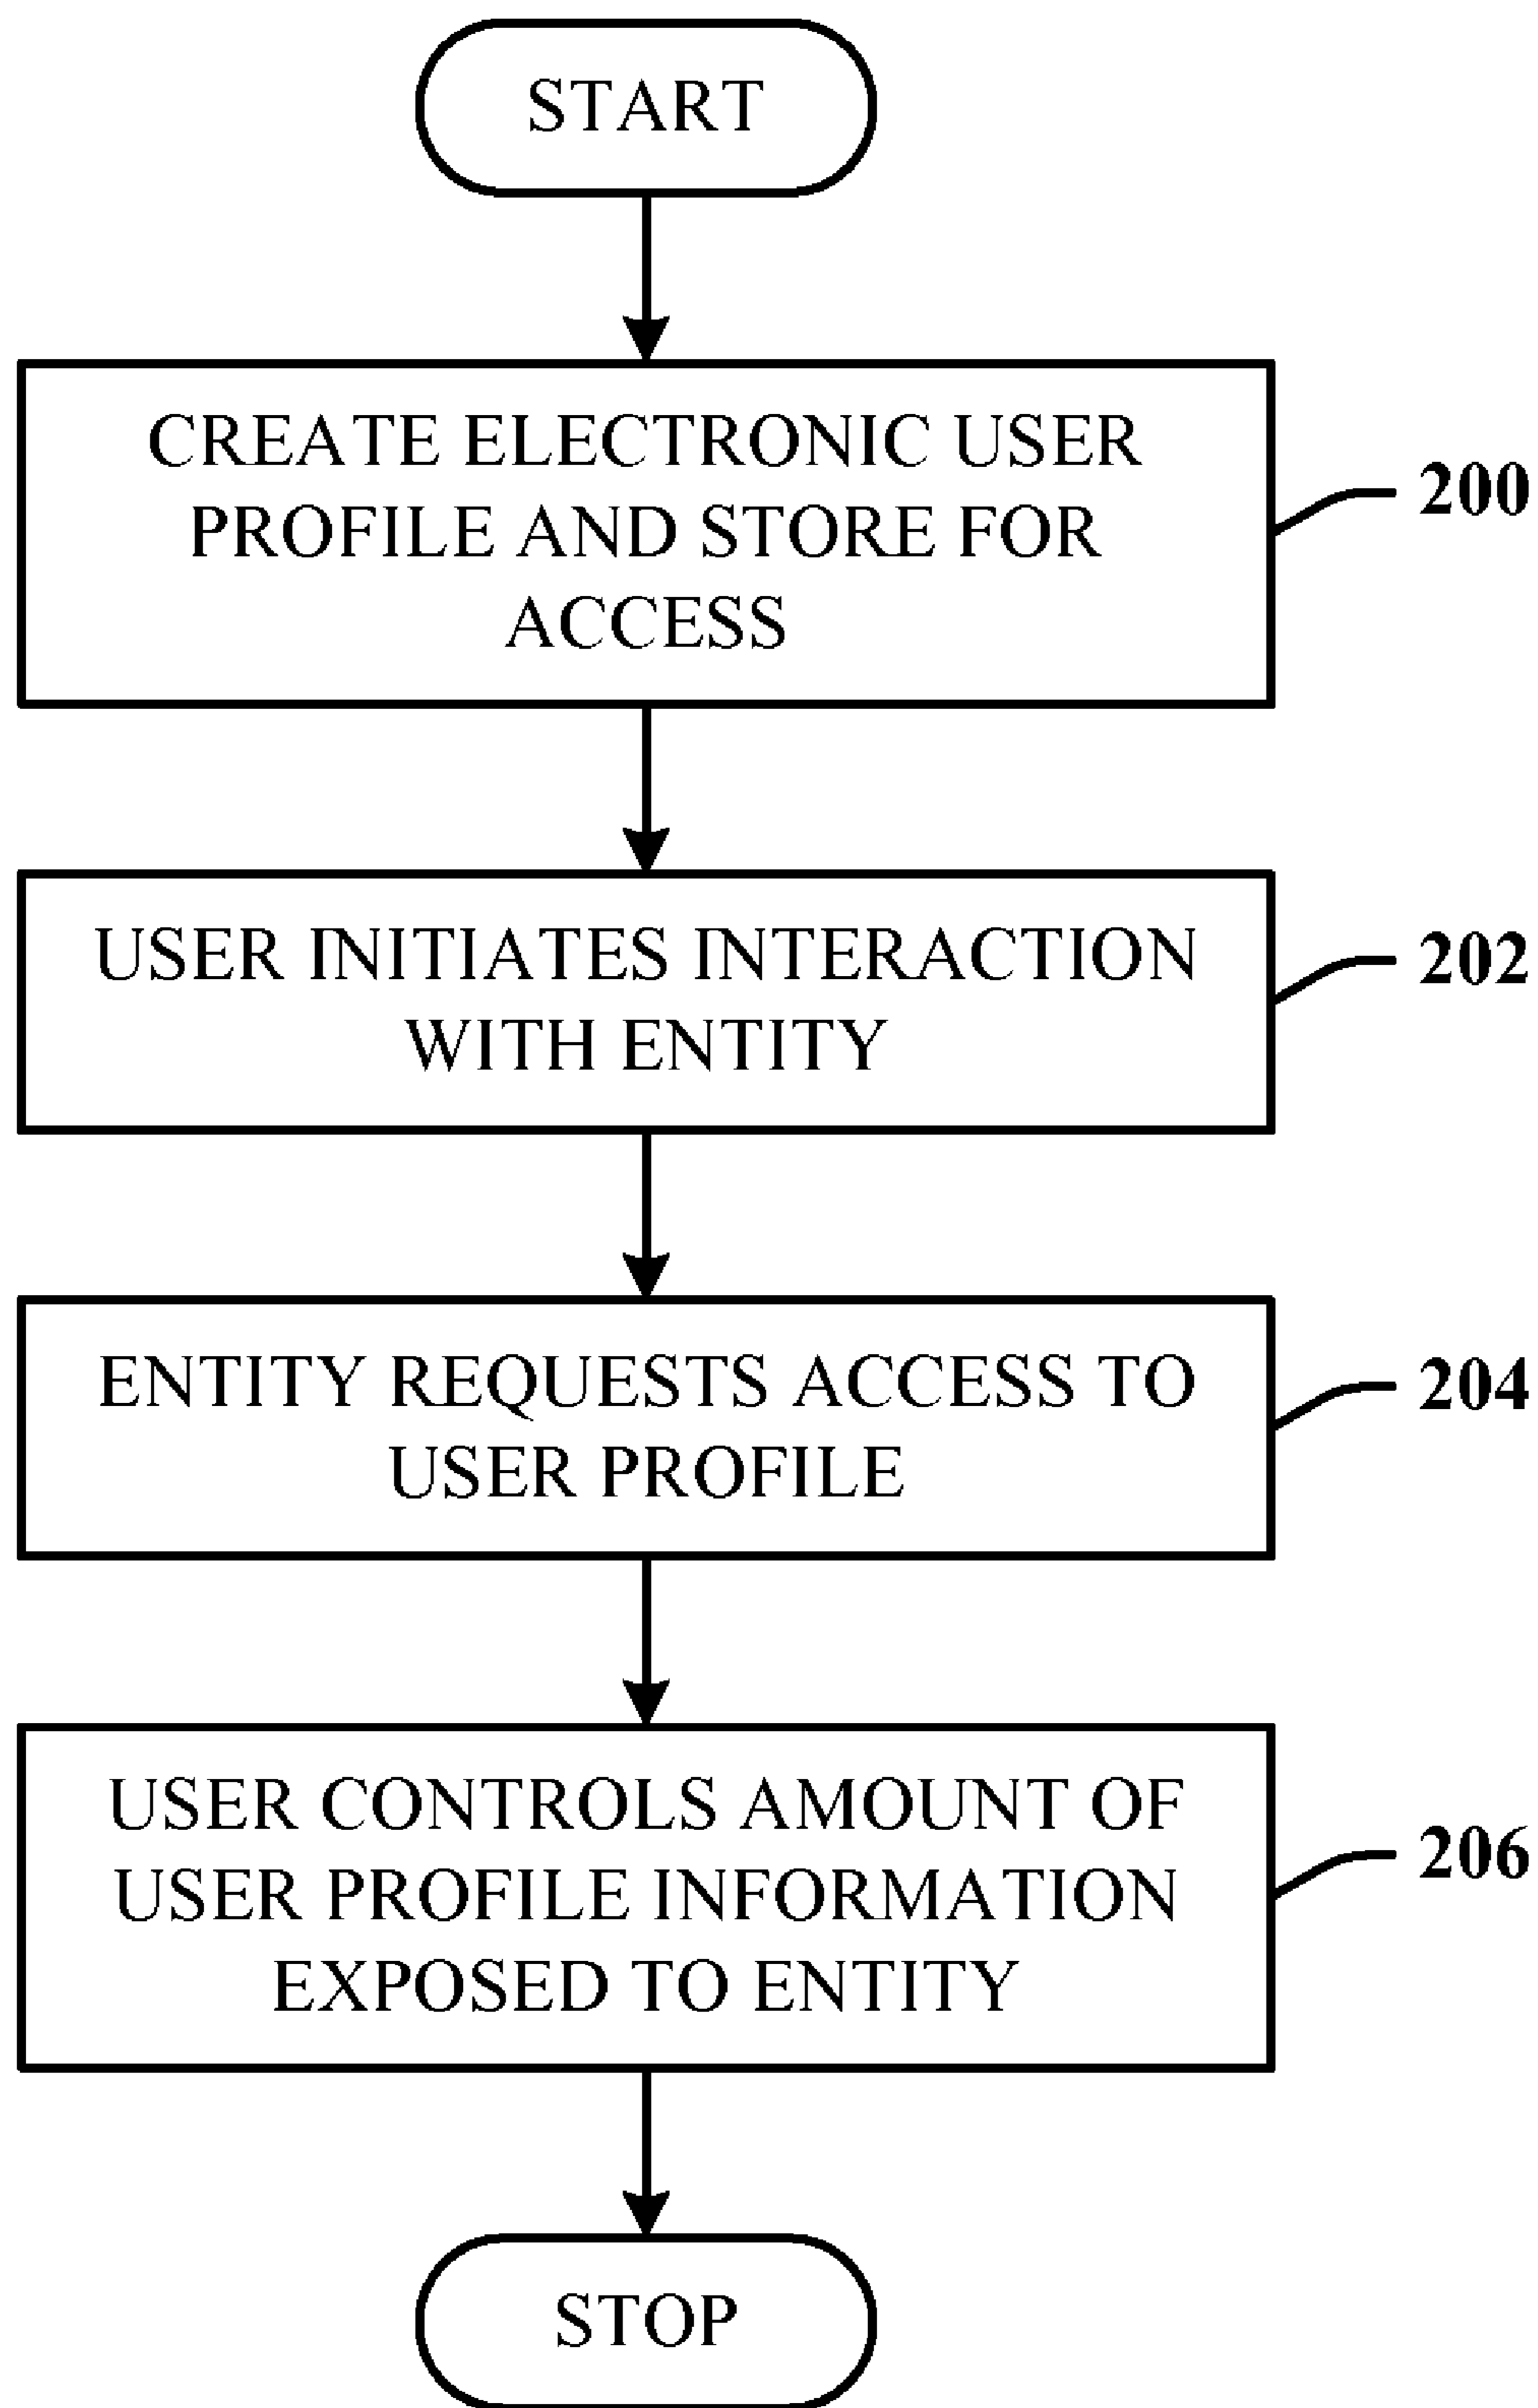 START
CREATE ELECTRONIC USER
PROFILE AND STORE FOR
ACCESS
200
USER INITIATES INTERACTION
WITH ENTITY
202
ENTITY REQUESTS ACCESS TO
USER PROFILE
204
USER CONTROLS AMOUNT OF
USER PROFILE INFORMATION
EXPOSED TO ENTITY
206
STOP